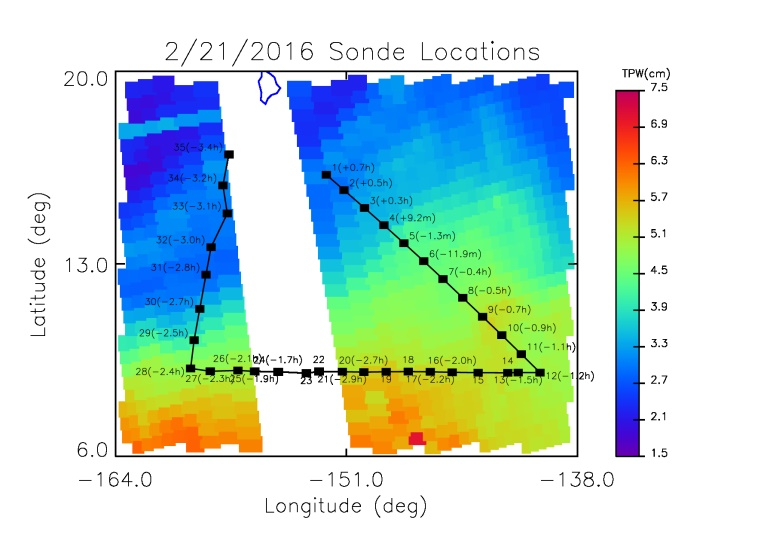 2/21/2016 Sonde Locations
TPW(cm)
20.0
7.5
6.9
35(−3.4h)
6.3
1(+0.7h)
34(−3.2h)
2(+0.5h)
5.7
3(+0.3h)
33(−3.1h)
4(+9.2m)
5.1
5(−1.3m)
32(−3.0h)
6(−11.9m)
13.0
31(−2.8h)
7(−0.4h)
4.5
8(−0.5h)
30(−2.7h)
9(−0.7h)
3.9
10(−0.9h)
29(−2.5h)
11(−1.1h)
3.3
26(−2.1h) 24(−1.7h) 22 20(−2.7h) 18 16(−2.0h) 14
28(−2.4h) 27(−2.3h) 25(−1.9h) 23 21(−2.9h) 19 17(−2.2h) 15 13(−1.5h) 12(−1.2h)
2.7
2.1
6.0
1.5
−164.0 −151.0 −138.0
Longitude (deg)
Latitude (deg)